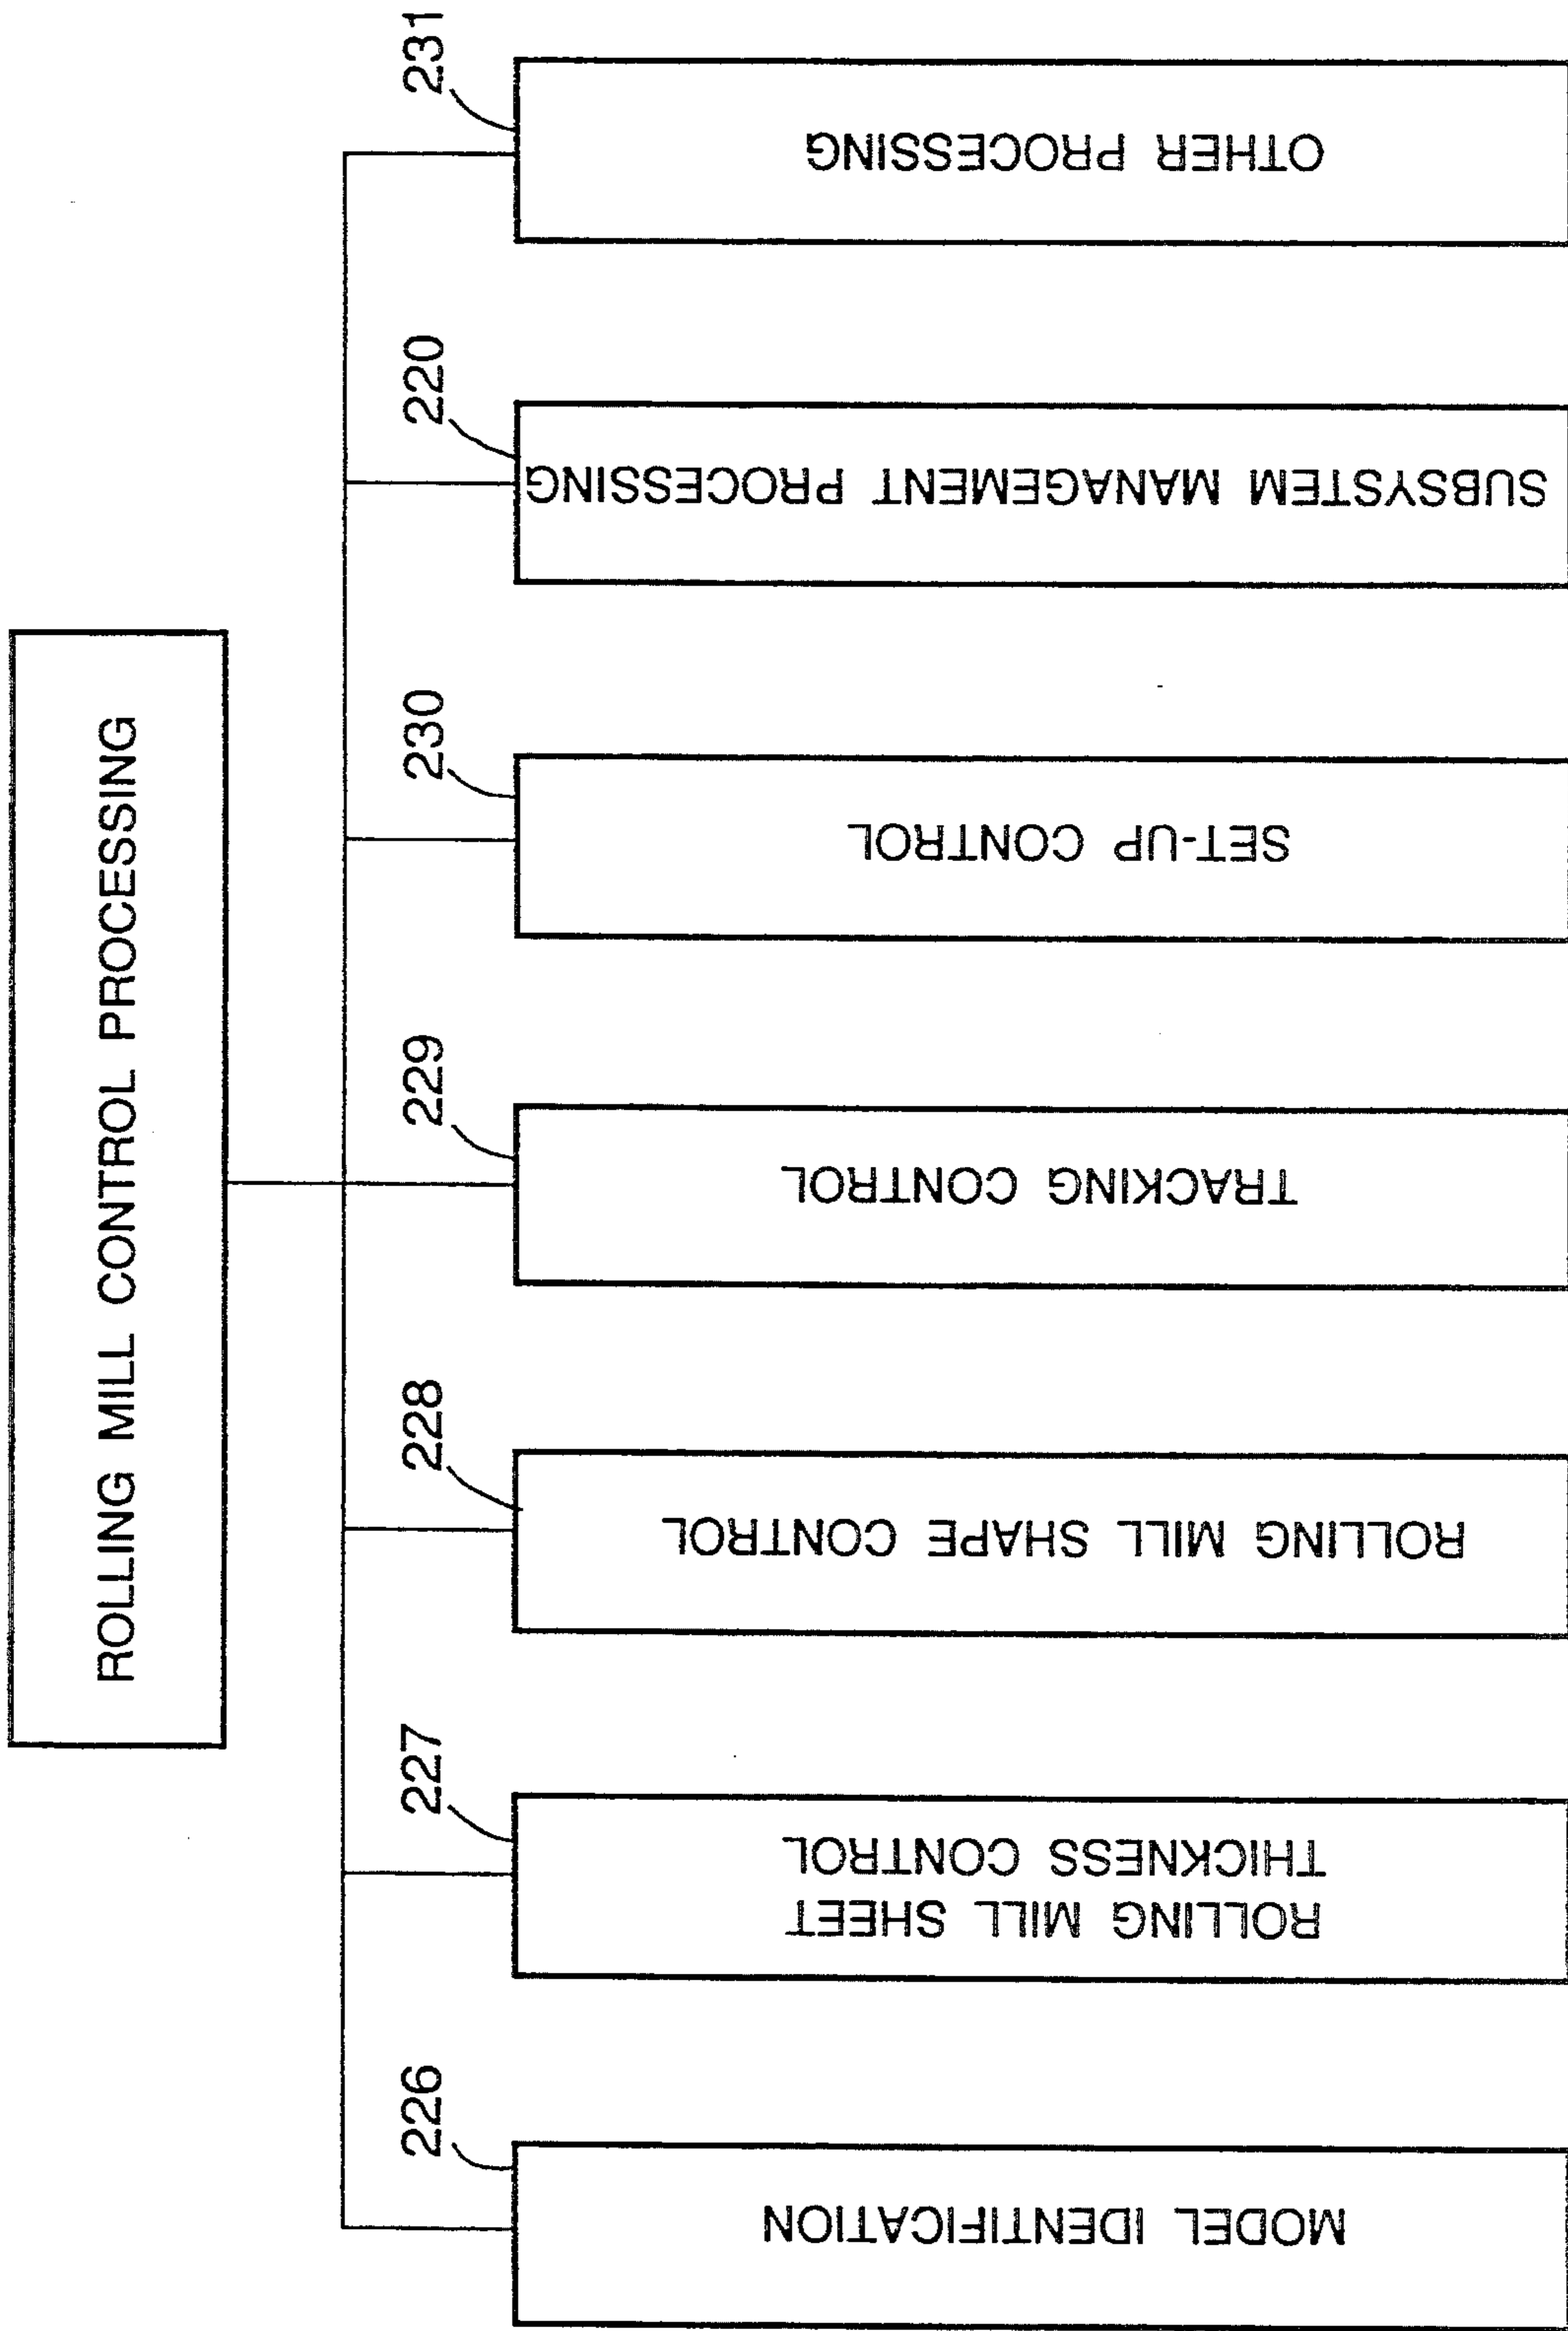 ROLLING MILL CONTROL PROCESSING
226
MODEL IDENTIFICATION
227
ROLLING MILL SHEET
THICKNESS CONTROL
228
ROLLING MILL SHAPE CONTROL
229
TRACKING CONTROL
230
SET-UP CONTROL
220
SUBSYSTEM MANAGEMENT PROCESSING
231
OTHER PROCESSING